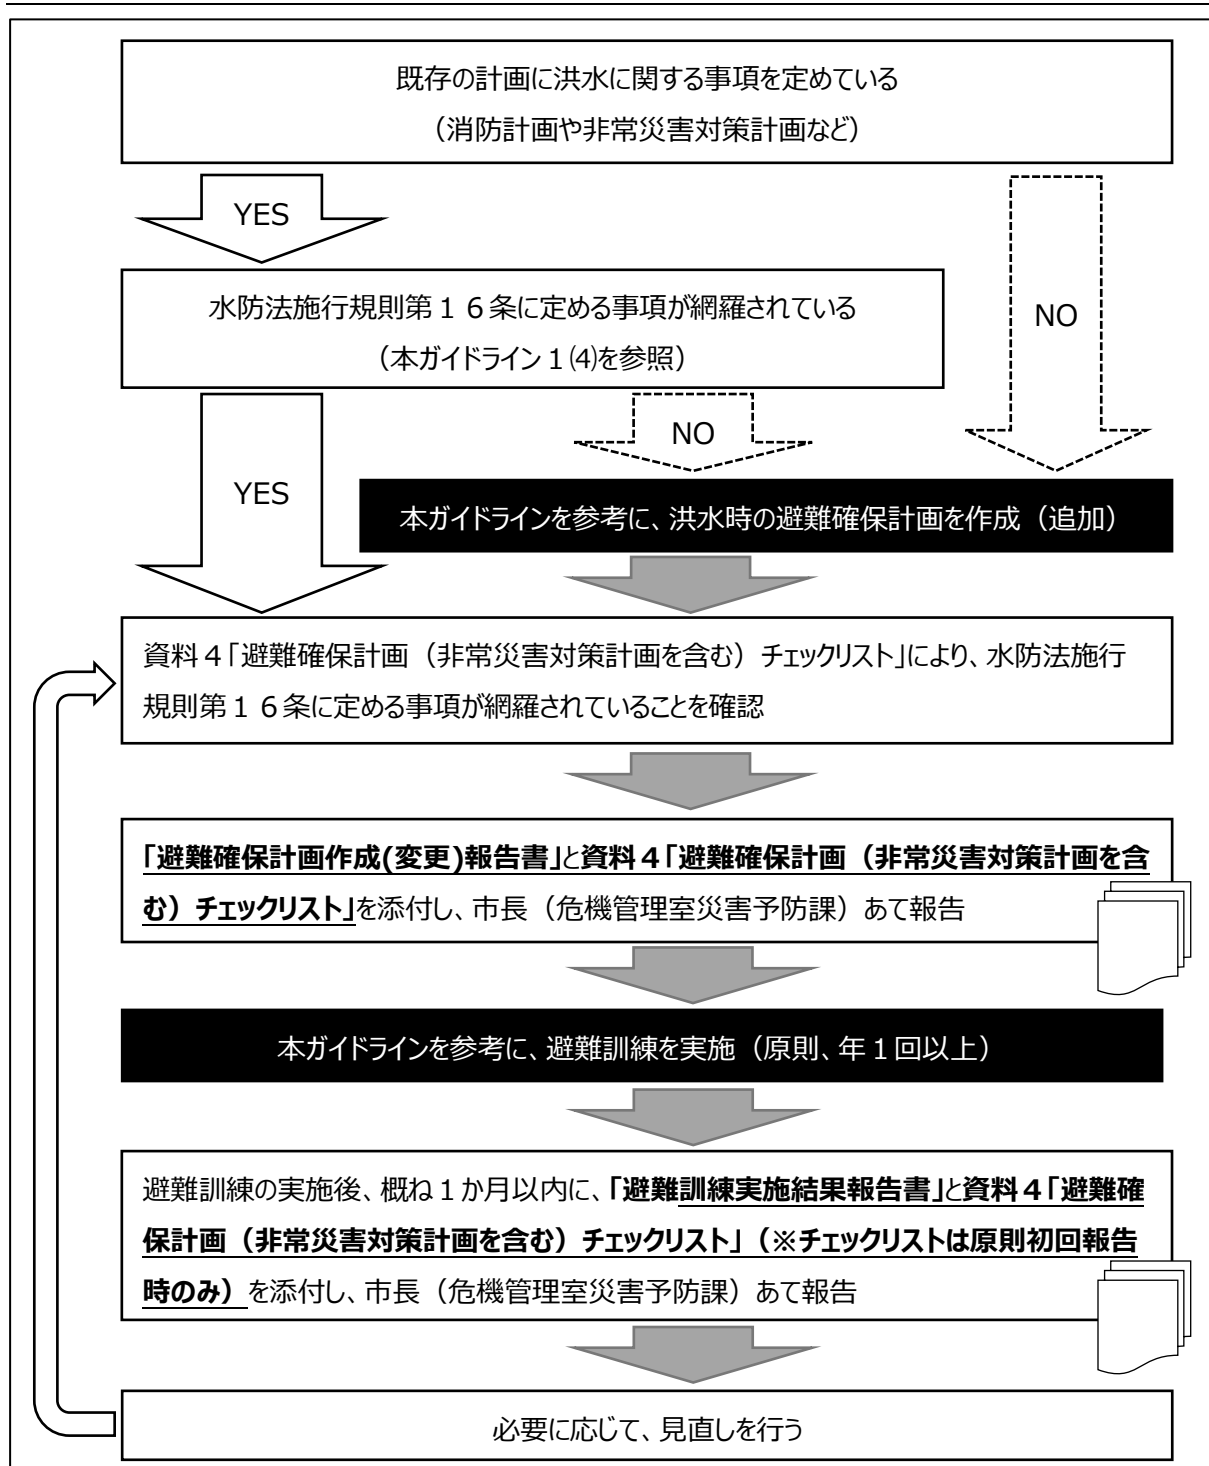 既存の計画に洪水に関する事項を定めている
（消防計画や非常災害対策計画など）
YES
NO
水防法施行規則第１６条に定める事項が網羅されている
（本ガイドライン１⑷を参照）
YES
NO
本ガイドラインを参考に、洪水時の避難確保計画を作成（追加）
資料４「避難確保計画（非常災害対策計画を含む）チェックリスト」により、水防法施行
規則第１６条に定める事項が網羅されていることを確認
「避難確保計画作成(変更)報告書」と資料４「避難確保計画（非常災害対策計画を含
む）チェックリスト」を添付し、市長（危機管理室災害予防課）あて報告
本ガイドラインを参考に、避難訓練を実施（原則、年１回以上）
避難訓練の実施後、概ね１か月以内に、「避難訓練実施結果報告書」と資料４「避難確
保計画（非常災害対策計画を含む）チェックリスト」（※チェックリストは原則初回報告
時のみ）を添付し、市長（危機管理室災害予防課）あて報告
必要に応じて、見直しを行う